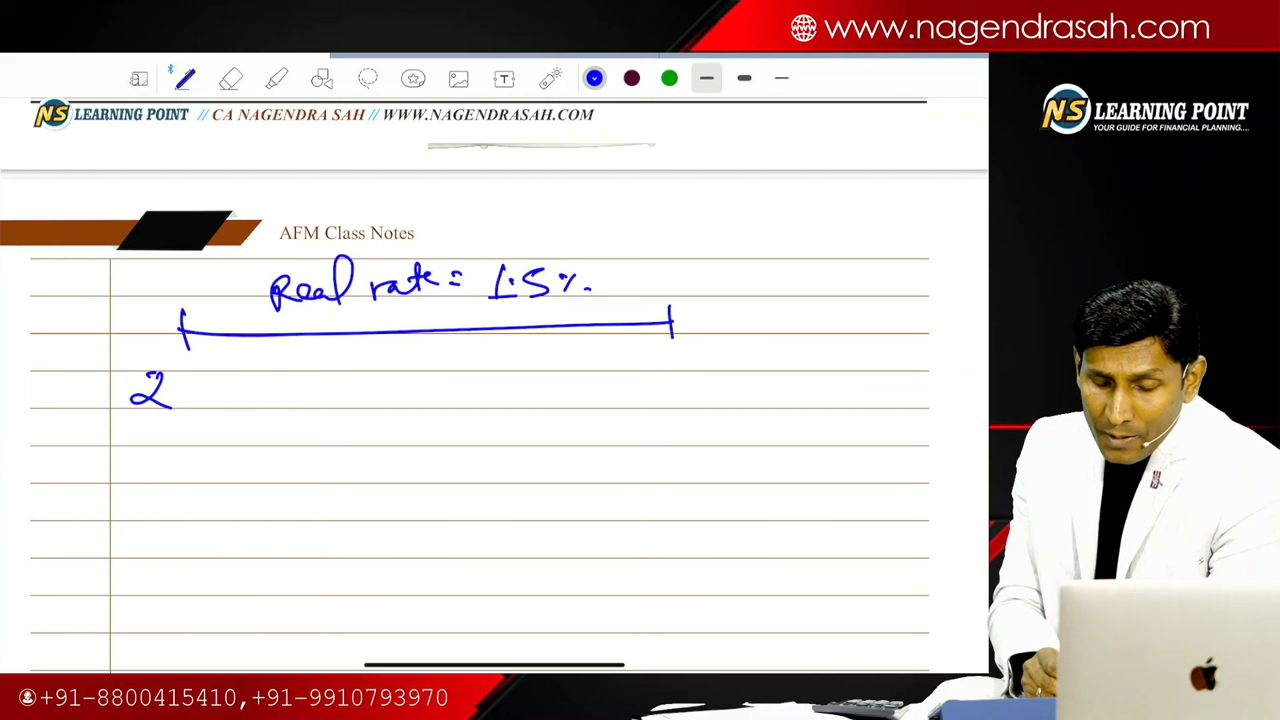 www.nagendrasah.com
NS LEARNING POINT // CA NAGENDRA SAH // WWW.NAGENDRASAH.COM
NS LEARNING POINT
YOUR GUIDE FOR FINANCIAL PLANNING....
AFM Class Notes
Real rate = 1.5%.
2
+91-8800415410,+91-9910793970